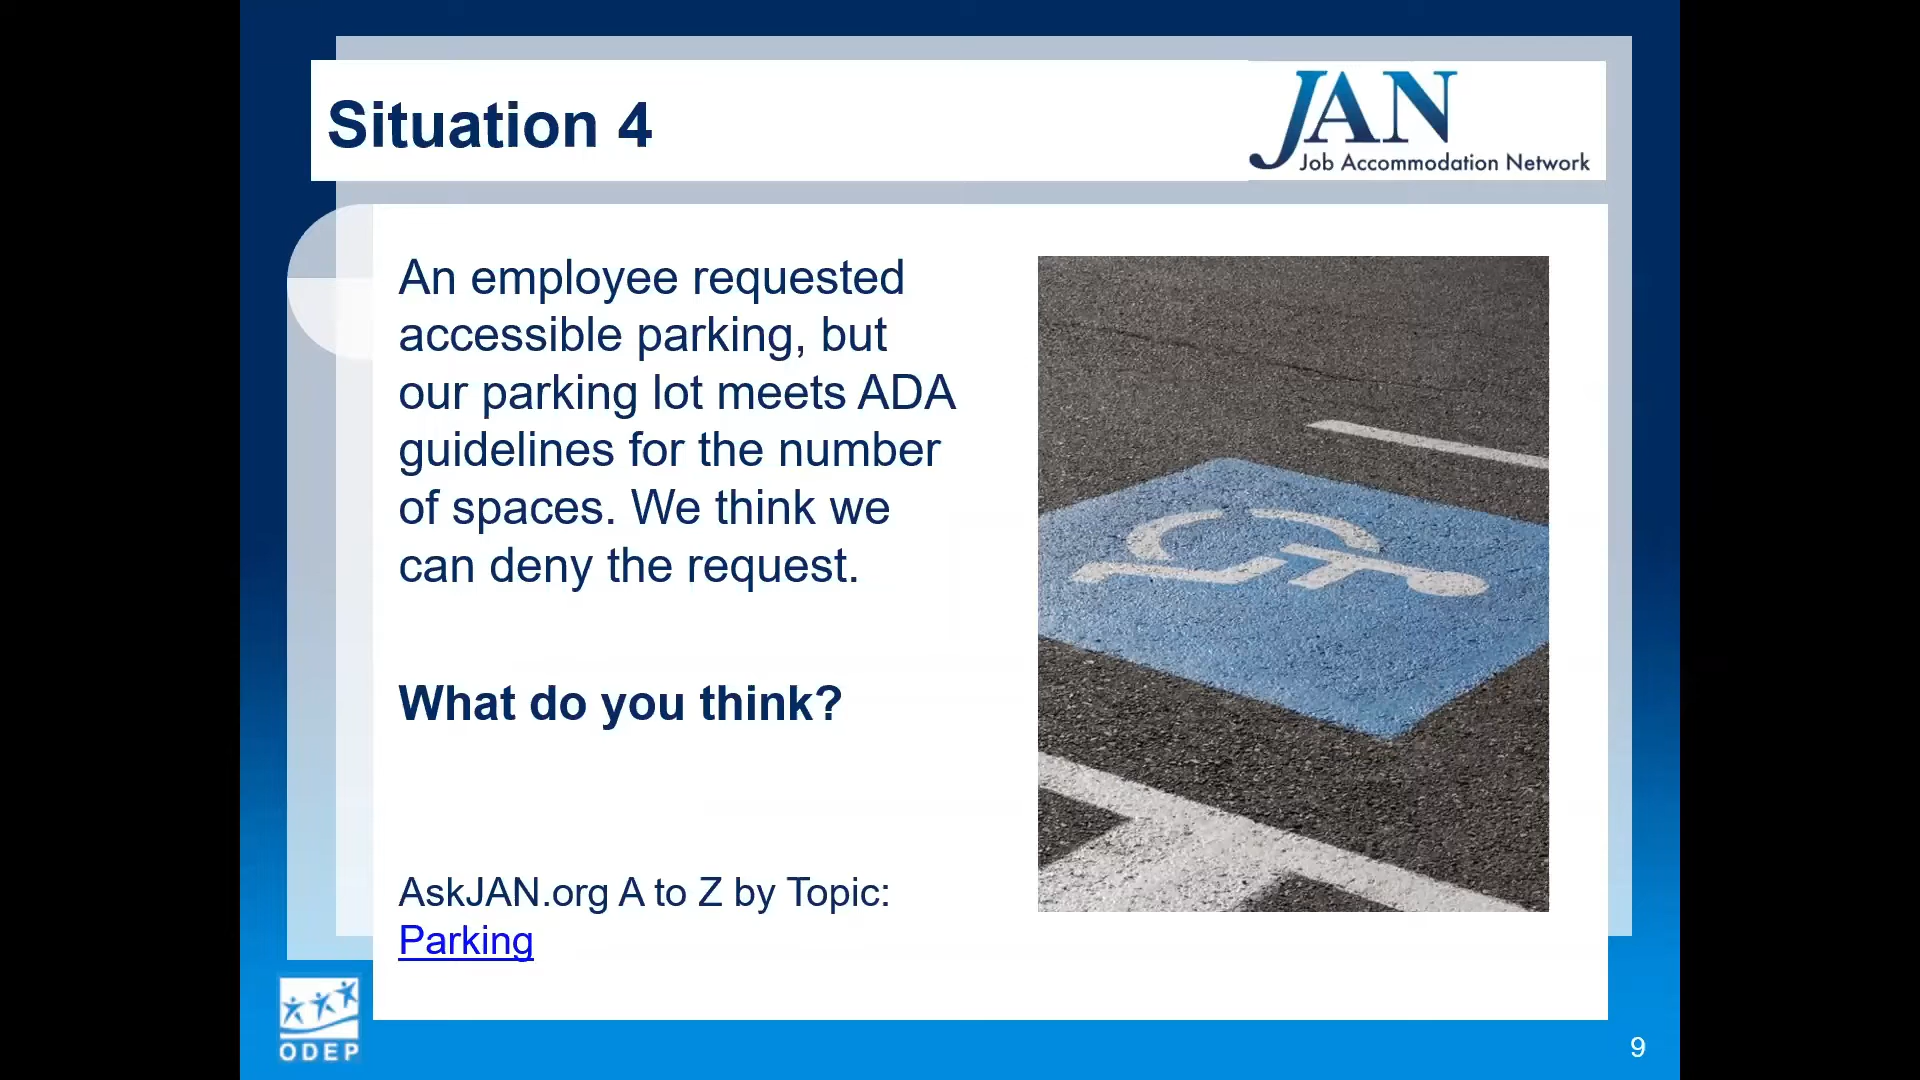 Situation 4
JAN
Job Accommodation Network
An employee requested
accessible parking, but
our parking lot meets ADA
guidelines for the number
of spaces. We think we
can deny the request.
What do you think?
AskJAN.org A to Z by Topic:
Parking
ODEP
9